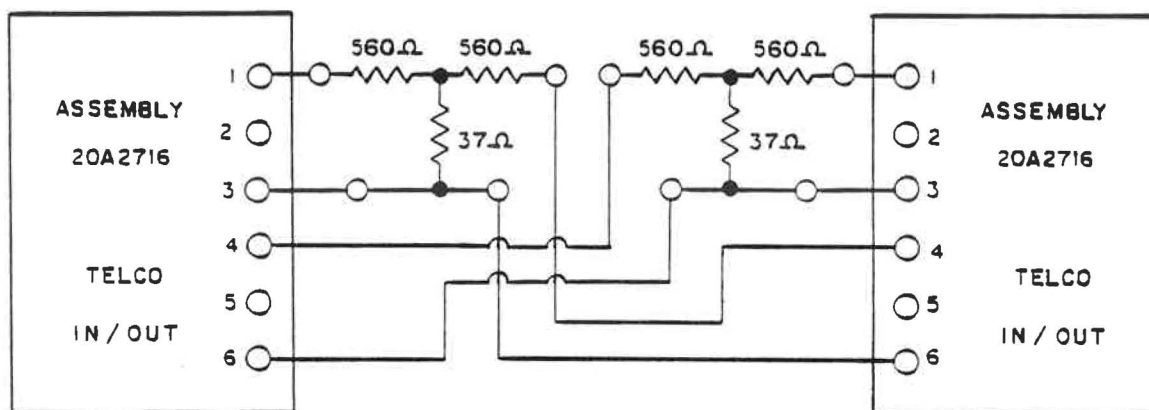 560Ω 560Ω 560Ω 560Ω
1
ASSEMBLY
20A2716
2
37Ω
3
4
TELCO
IN / OUT
5
6
37Ω
1
ASSEMBLY
20A2716
2
3
4
TELCO
IN / OUT
5
6